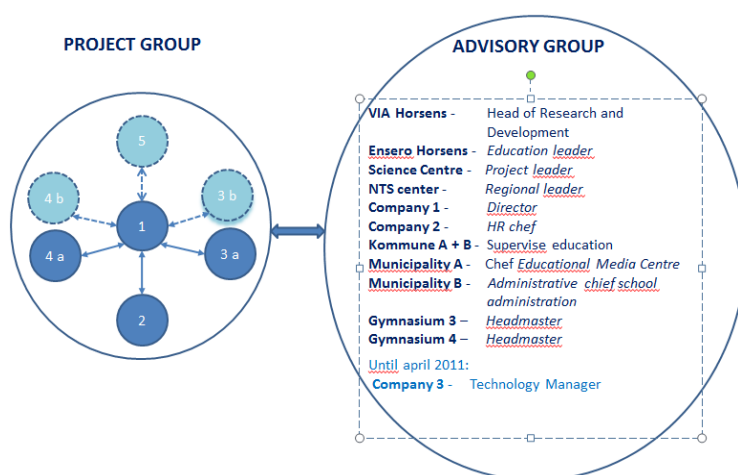 PROJECT GROUP
5
4 b
3 b
1
4 a
3 a
2
ADVISORY GROUP
VIA Horsens - Head of Research and
Development
Ensero Horsens - Education leader
Science Centre - Project leader
NTS center - Regional leader
Company 1 - Director
Company 2 - HR chef
Kommune A + B - Supervise education
Municipality A - Chef Educational Media Centre
Municipality B - Administrative chief school
administration
Gymnasium 3 – Headmaster
Gymnasium 4 – Headmaster
Until april 2011:
Company 3 - Technology Manager